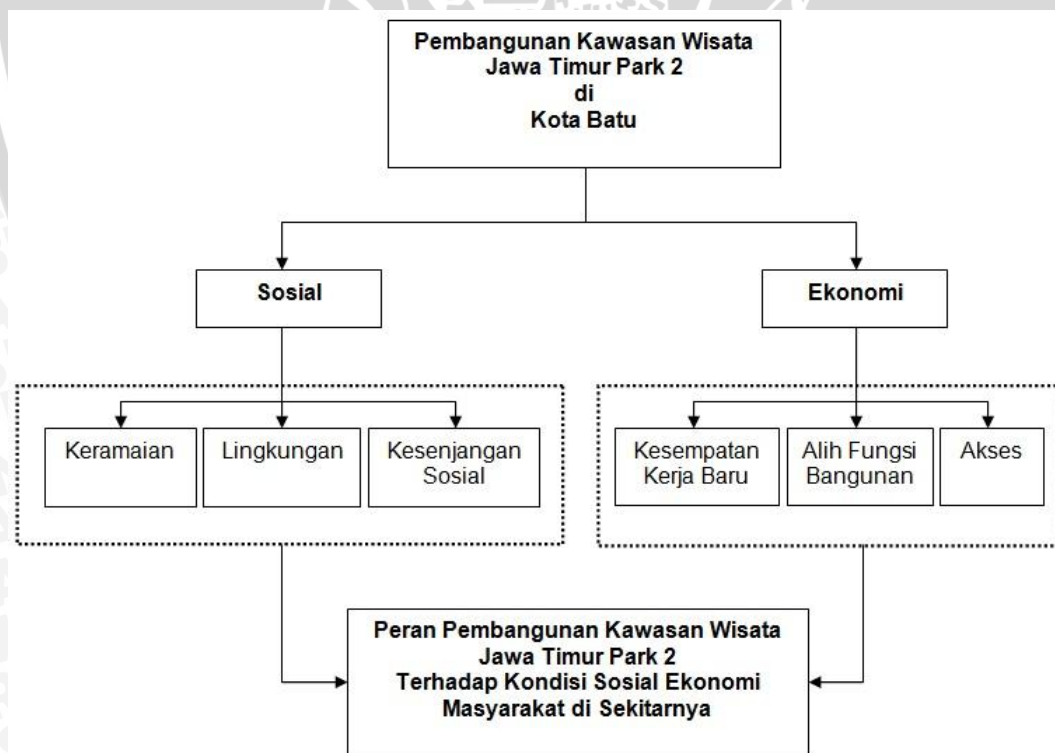 Pembangunan Kawasan Wisata
Jawa Timur Park 2
di
Kota Batu
Sosial
Ekonomi
Keramaian
Lingkungan
Kesenjangan
Sosial
Kesempatan
Kerja Baru
Alih Fungsi
Bangunan
Akses
Peran Pembangunan Kawasan Wisata
Jawa Timur Park 2
Terhadap Kondisi Sosial Ekonomi
Masyarakat di Sekitarnya